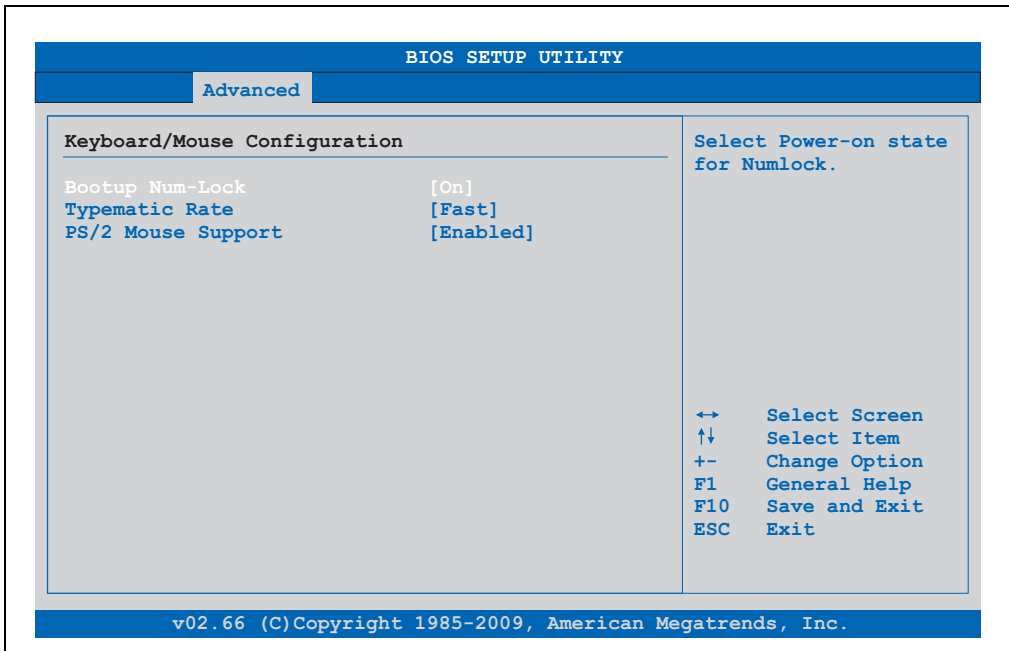 BIOS SETUP UTILITY
Advanced
Keyboard/Mouse Configuration
Bootup Num-Lock [On]
Typematic Rate [Fast]
PS/2 Mouse Support [Enabled]
Select Power-on state
for Numlock.
↔ Select Screen
↑↓ Select Item
+- Change Option
F1 General Help
F10 Save and Exit
ESC Exit
v02.66 (C)Copyright 1985-2009, American Megatrends, Inc.